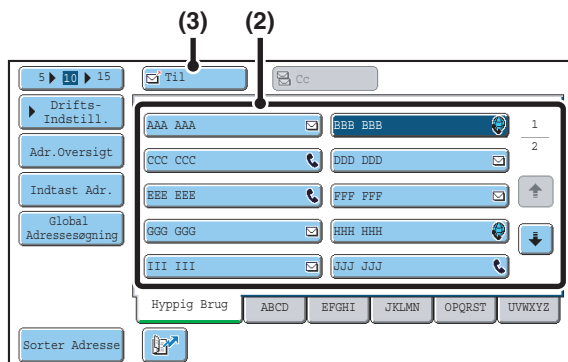 (3) (2)
5 10 15 Til Cc
Drifts-
Indstill.
AAA AAA BBB BBB 1
2
Adr.Oversigt CCC CCC DDD DDD
Indtast Adr. EEE EEE FFF FFF
Global
Adressesøgning
GGG GGG HHH HHH
III III JJJ JJJ
Hyppig Brug ABCD EFGHI JKLMN OPQRST UVWXYZ
Sorter Adresse